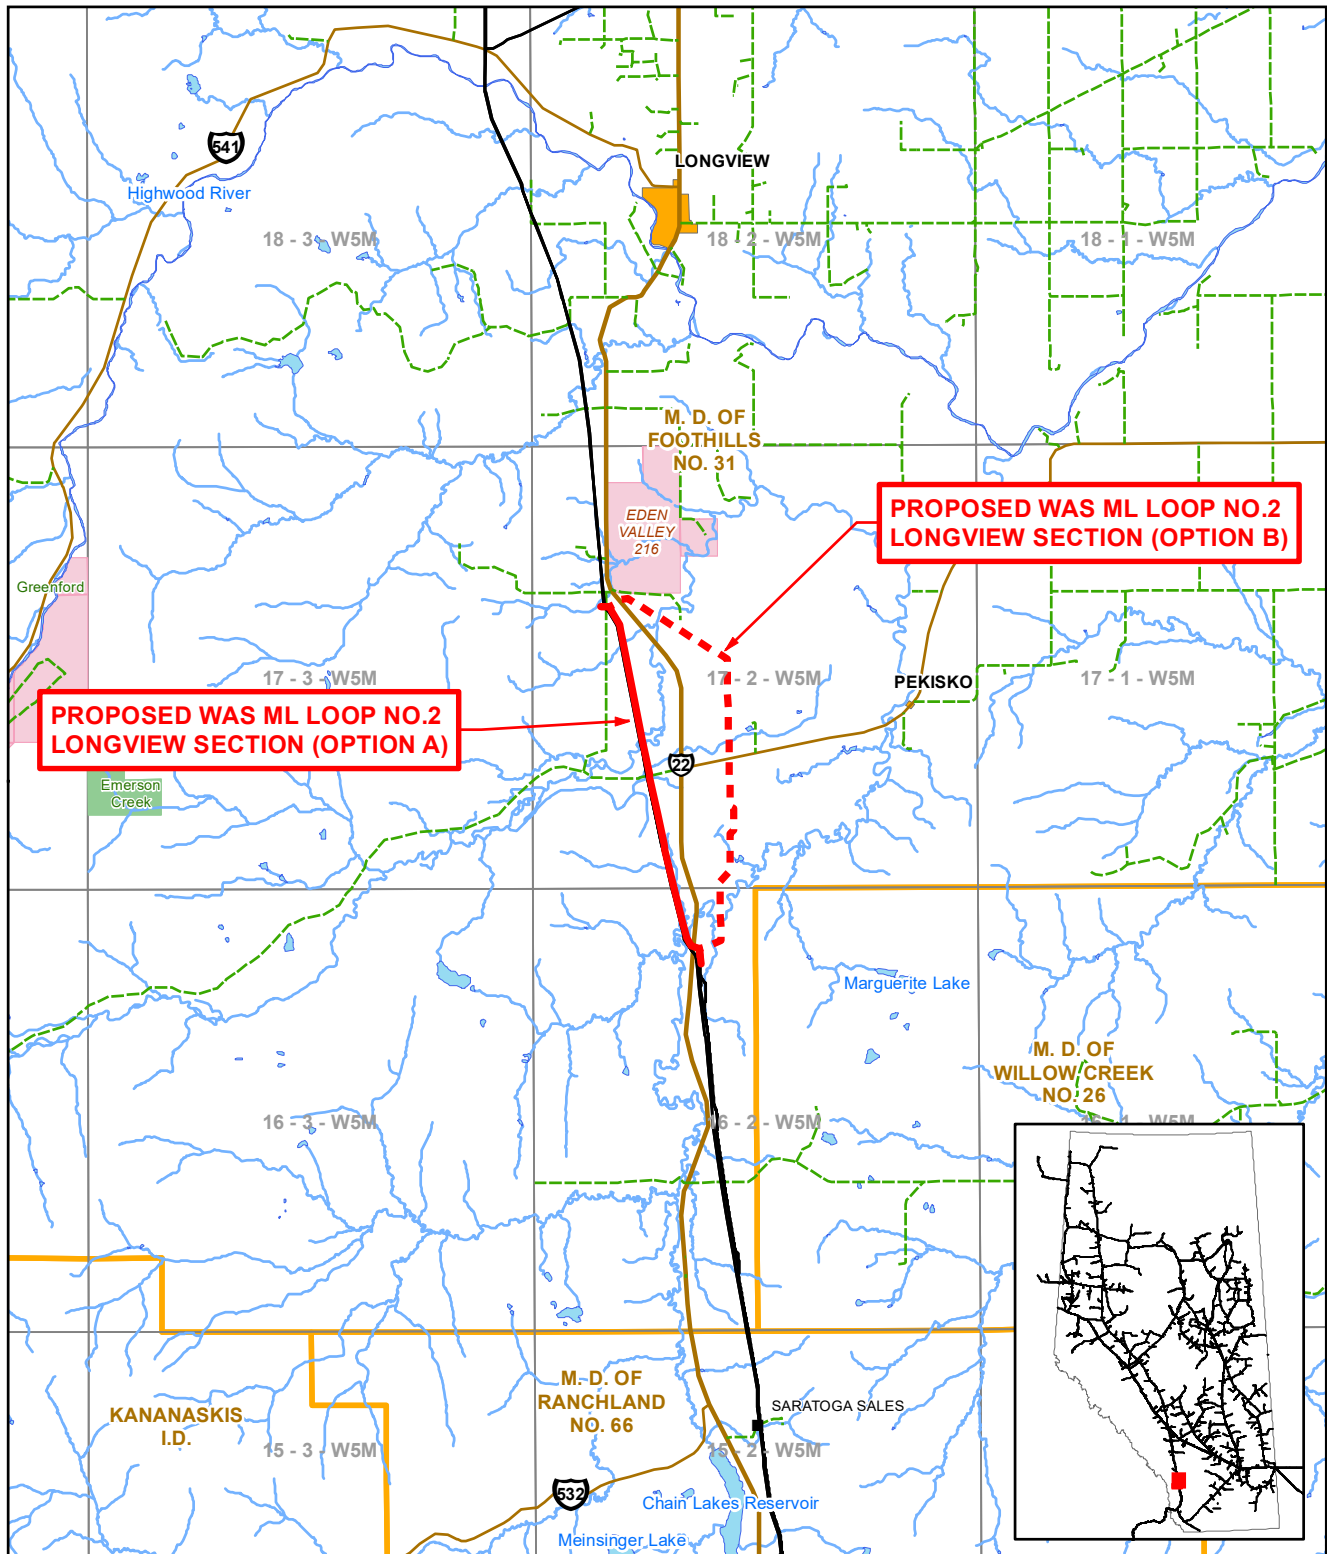 541
LONGVIEW
Highwood River
18 - 3 - W5M
18 - 2 - W5M
18 - 1 - W5M
M. D. OF
FOOTHILLS
NO. 31
EDEN
VALLEY
216
PROPOSED WAS ML LOOP NO.2
LONGVIEW SECTION (OPTION B)
Greenford
17 - 3 - W5M
17 - 2 - W5M
PEKISKO
17 - 1 - W5M
PROPOSED WAS ML LOOP NO.2
LONGVIEW SECTION (OPTION A)
22
Emerson
Creek
Marguerite Lake
M. D. OF
WILLOW CREEK
NO. 26
16 - 3 - W5M
16 - 2 - W5M
16 - 1 - W5M
M. D. OF
RANCHLAND
NO. 66
KANANASKIS
I.D.
SARATOGA SALES
15 - 3 - W5M
15 - 2 - W5M
532
Chain Lakes Reservoir
Meinsinger Lake